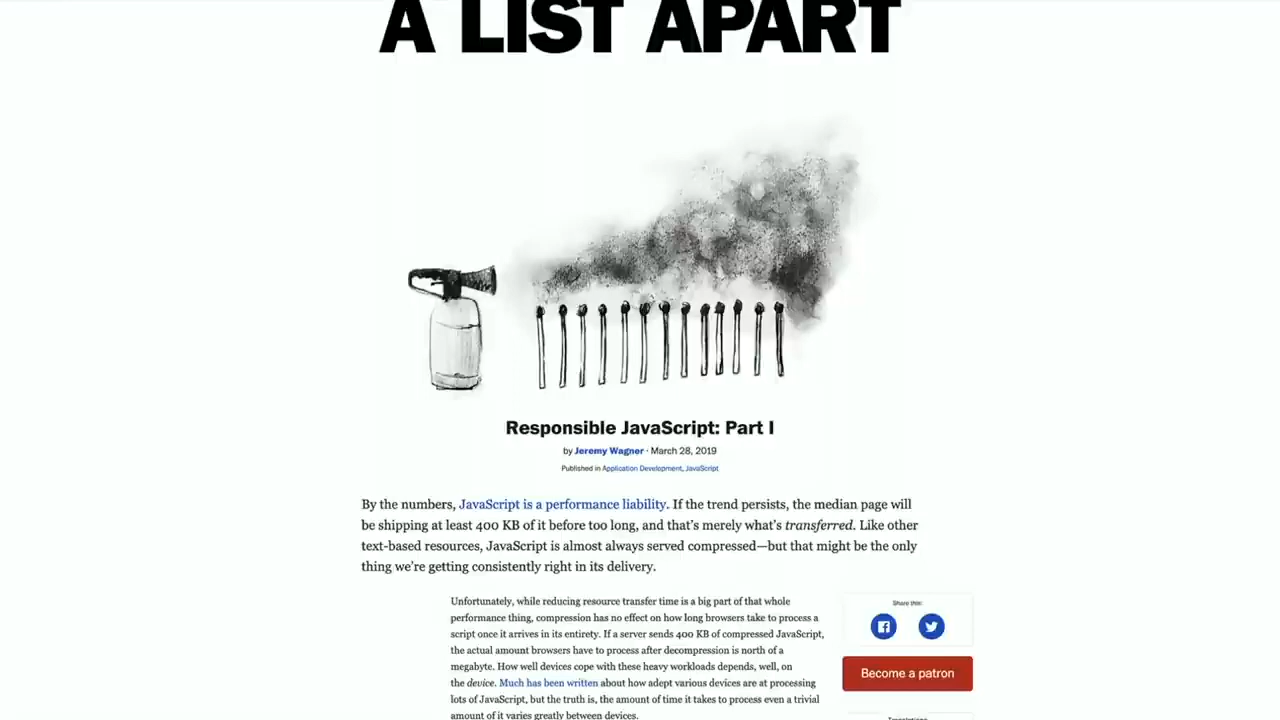 A LIST APART
Responsible JavaScript: Part I
by Jeremy Wagner · March 28, 2019
Published in Application Development, JavaScript
By the numbers, JavaScript is a performance liability. If the trend persists, the median page will
be shipping at least 400 KB of it before too long, and that’s merely what’s transferred. Like other
text-based resources, JavaScript is almost always served compressed—but that might be the only
thing we’re getting consistently right in its delivery.
Unfortunately, while reducing resource transfer time is a big part of that whole
performance thing, compression has no effect on how long browsers take to process a
script once it arrives in its entirety. If a server sends 400 KB of compressed JavaScript,
the actual amount browsers have to process after decompression is north of a
megabyte. How well devices cope with these heavy workloads depends, well, on
the device. Much has been written about how adept various devices are at processing
lots of JavaScript, but the truth is, the amount of time it takes to process even a trivial
amount of it varies greatly between devices.
Share this:
Become a patron
Translations